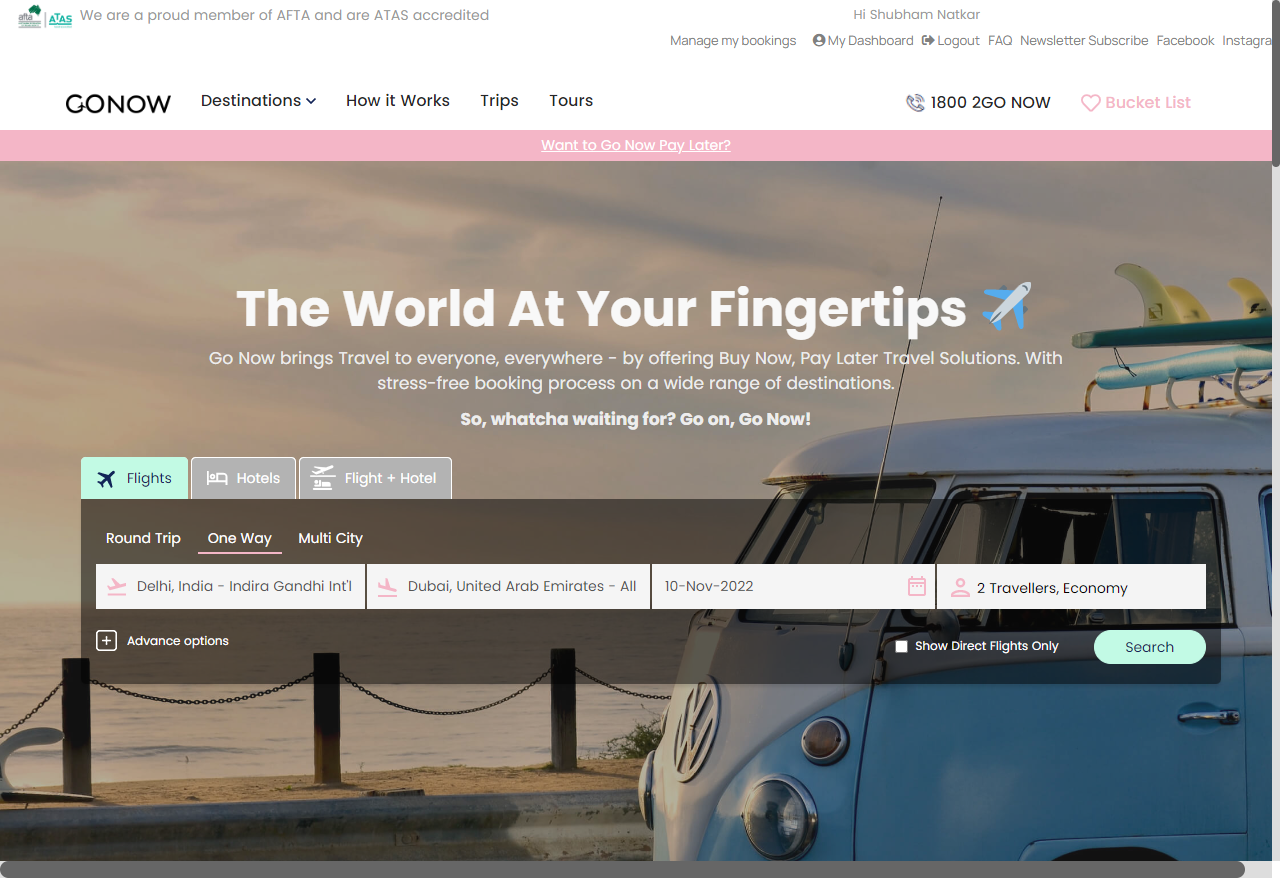 afta
ATAS
We are a proud member of AFTA and are ATAS accredited
Hi Shubham Natkar
Manage my bookings My Dashboard Logout FAQ Newsletter Subscribe Facebook Instagra
GONOW Destinations How it Works Trips Tours 1800 2GO NOW Bucket List
Want to Go Now Pay Later?
The World At Your Fingertips
Go Now brings Travel to everyone, everywhere - by offering Buy Now, Pay Later Travel Solutions. With
stress-free booking process on a wide range of destinations.
So, whatcha waiting for? Go on, Go Now!
Flights Hotels Flight + Hotel
Round Trip One Way Multi City
Delhi, India - Indira Gandhi Int'l Dubai, United Arab Emirates - All 10-Nov-2022 2 Travellers, Economy
Advance options Show Direct Flights Only Search